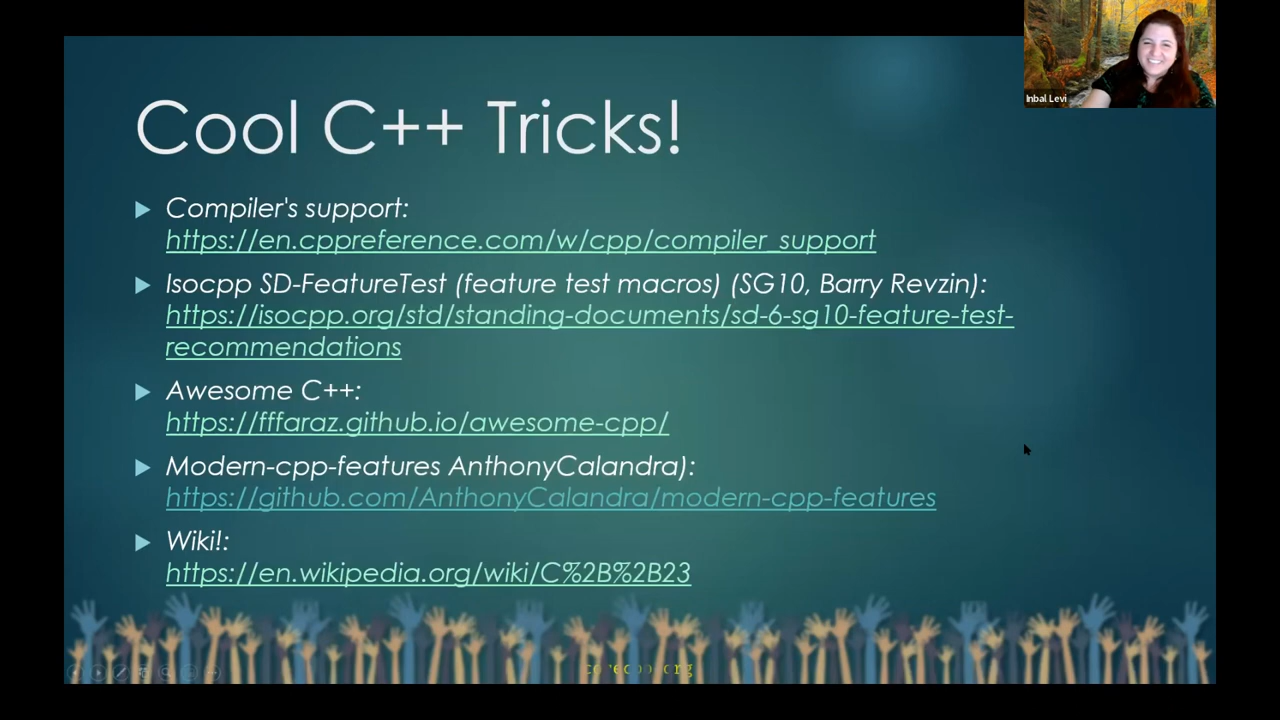 Cool C++ Tricks!
Inbal Levi
Compiler's support:
https://en.cppreference.com/w/cpp/compiler_support
Isocpp SD-FeatureTest (feature test macros) (SG10, Barry Revzin):
https://isocpp.org/std/standing-documents/sd-6-sg10-feature-test-
recommendations
Awesome C++:
https://fffaraz.github.io/awesome-cpp/
Modern-cpp-features AnthonyCalandra):
https://github.com/AnthonyCalandra/modern-cpp-features
Wiki!:
https://en.wikipedia.org/wiki/C%2B%2B23